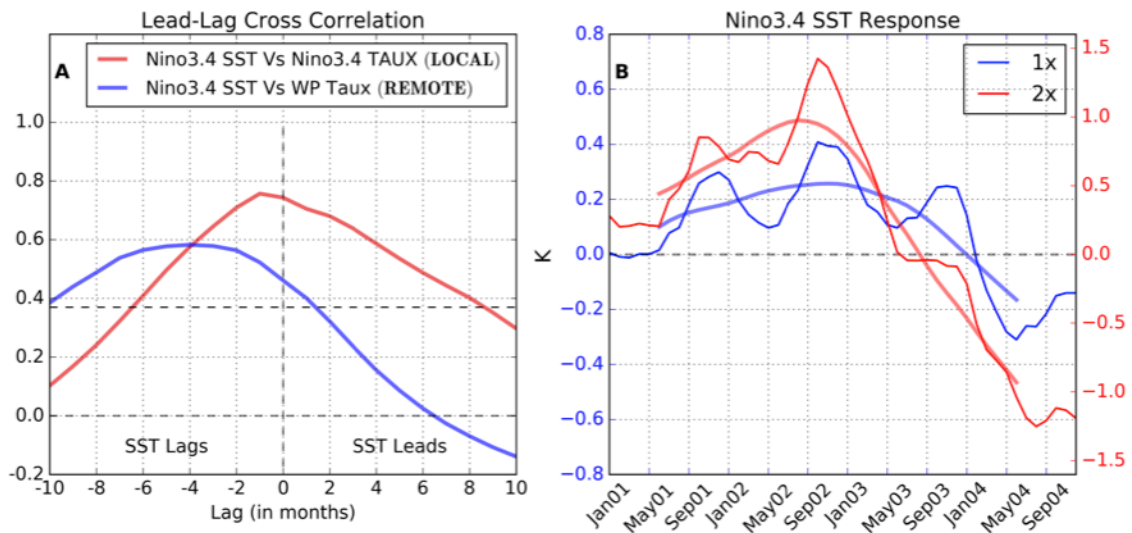 Lead-Lag Cross Correlation
A
Nino3.4 SST Vs Nino3.4 TAUX (LOCAL)
Nino3.4 SST Vs WP Taux (REMOTE)
1.0
0.8
0.6
0.4
0.2
0.0
-0.2
SST Lags
SST Leads
-10 -8 -6 -4 -2 0 2 4 6 8 10
Lag (in months)
Nino3.4 SST Response
B
1x
2x
K
0.8
0.6
0.4
0.2
0.0
−0.2
−0.4
−0.6
−0.8
1.5
1.0
0.5
0.0
−0.5
−1.0
−1.5
Jan01 May01 Sep01 Jan02 May02 Sep02 Jan03 May03 Sep03 Jan04 May04 Sep04